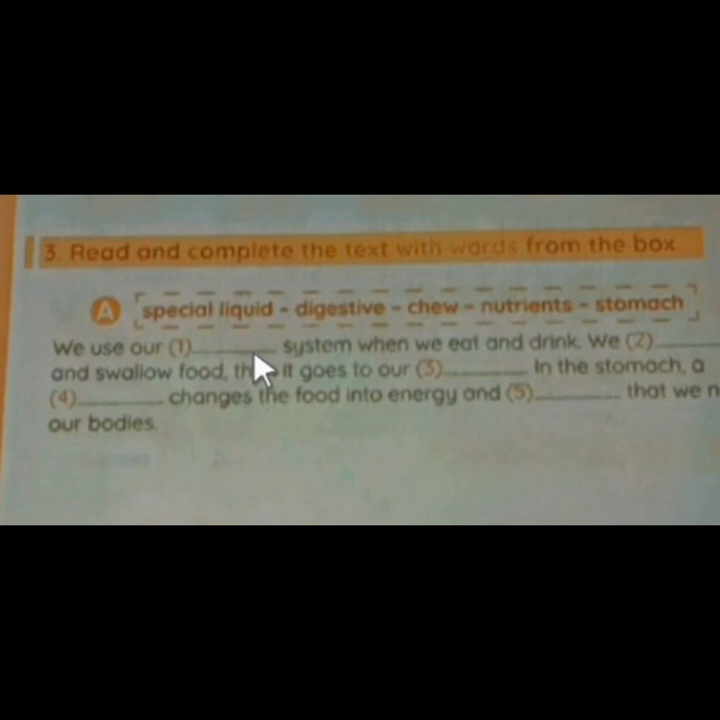 3. Read and complete the text with words from the box.
A special liquid - digestive - chew - nutrients - stomach
We use our (1)________ system when we eat and drink. We (2)________
and swallow food, th it goes to our (3)________. In the stomach, a
(4)________ changes the food into energy and (5)________ that we n
our bodies.